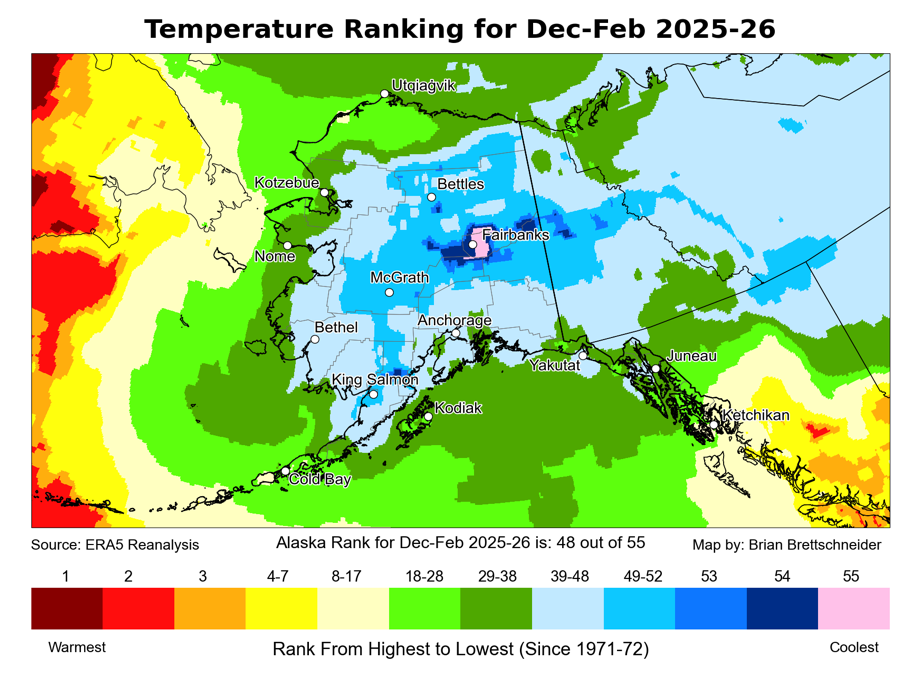 Temperature Ranking for Dec-Feb 2025-26
Utqiaġvik
Kotzebue
Bettles
Fairbanks
Nome
McGrath
Anchorage
Bethel
Yakutat
Juneau
King Salmon
Kodiak
Ketchikan
Cold Bay
Source: ERA5 Reanalysis
Alaska Rank for Dec-Feb 2025-26 is: 48 out of 55
Map by: Brian Brettschneider
1 2 3 4-7 8-17 18-28 29-38 39-48 49-52 53 54 55
Warmest
Rank From Highest to Lowest (Since 1971-72)
Coolest